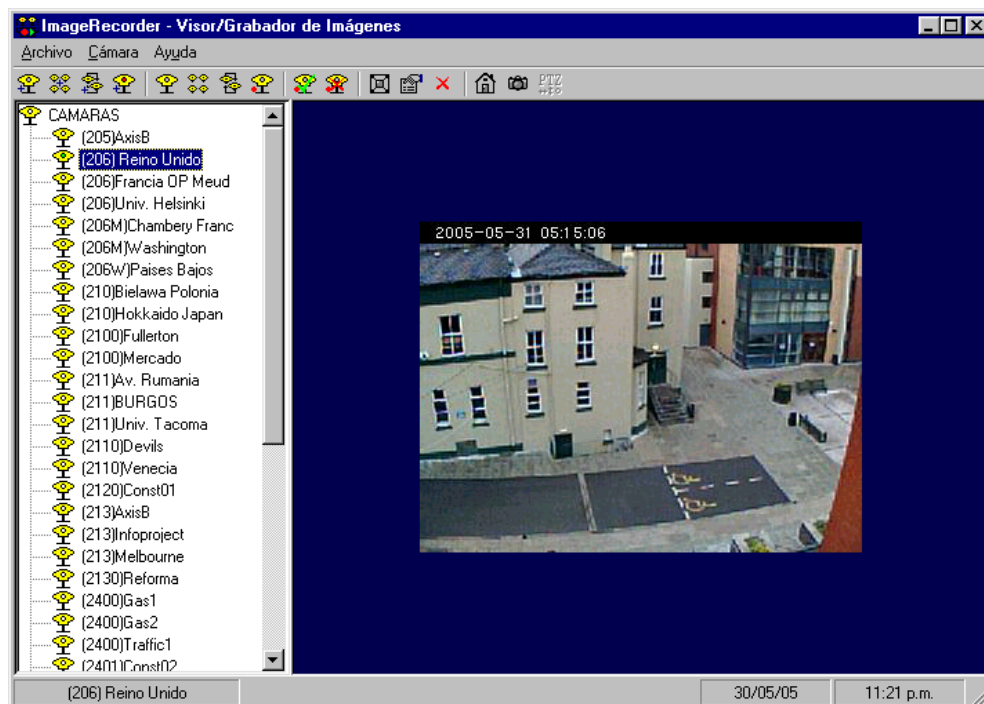 ImageRecorder - Visor/Grabador de Imágenes
Archivo Cámara Ayuda
PTZ
CAMARAS
(205)AxisB
(206) Reino Unido
(206)Francia OP Meud
(206)Univ. Helsinki
(206M)Chambery Franc
(206M)Washington
(206W)Paises Bajos
(210)Bielawa Polonia
(210)Hokkaido Japan
(2100)Fullerton
(2100)Mercado
(211)Av. Rumania
(211)BURGOS
(211)Univ. Tacoma
(2110)Devils
(2110)Venecia
(2120)Const01
(213)AxisB
(213)Infoproject
(213)Melbourne
(2130)Reforma
(2400)Gas1
(2400)Gas2
(2400)Traffic1
(2401)Const02
2005-05-31 05:15:06
(206) Reino Unido
30/05/05
11:21 p.m.